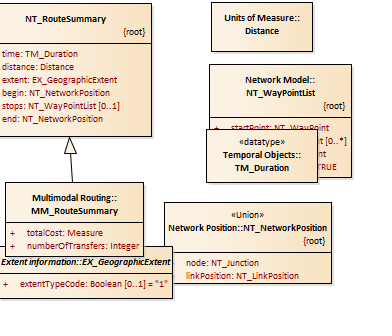 NT_RouteSummary
{root}
time: TM_Duration
distance: Distance
extent: EX_GeographicExtent
begin: NT_NetworkPosition
stops: NT_WayPointList [0..1]
end: NT_NetworkPosition
Units of Measure::
Distance
Network Model::
NT_WayPointList
{root}
+ startPoint: NT_WayPoint
[0..*]
TRUE
«datatype»
Temporal Objects::
TM_Duration
Multimodal Routing::
MM_RouteSummary
+ totalCost: Measure
+ numberOfTransfers: Integer
Extent information::EX_GeographicExtent
+ extentTypeCode: Boolean [0..1] = "1"
«Union»
Network Position::NT_NetworkPosition
{root}
node: NT_Junction
linkPosition: NT_LinkPosition